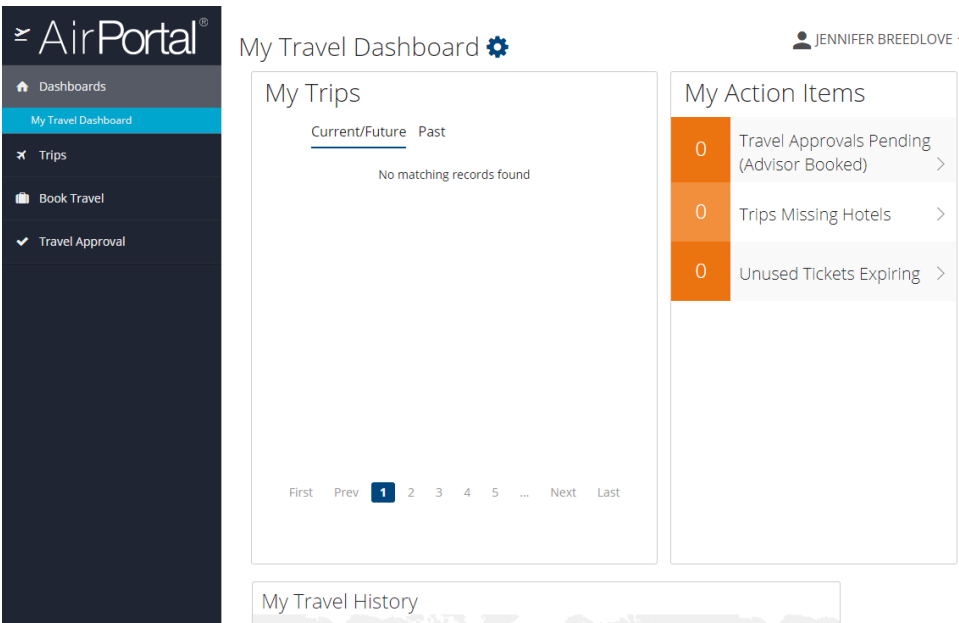 AirPortal®
Dashboards
My Travel Dashboard
Trips
Book Travel
Travel Approval
My Travel Dashboard
JENNIFER BREEDLOVE
My Trips
Current/Future Past
No matching records found
First Prev 1 2 3 4 5 ... Next Last
My Action Items
0 Travel Approvals Pending
(Advisor Booked)
0 Trips Missing Hotels
0 Unused Tickets Expiring
My Travel History